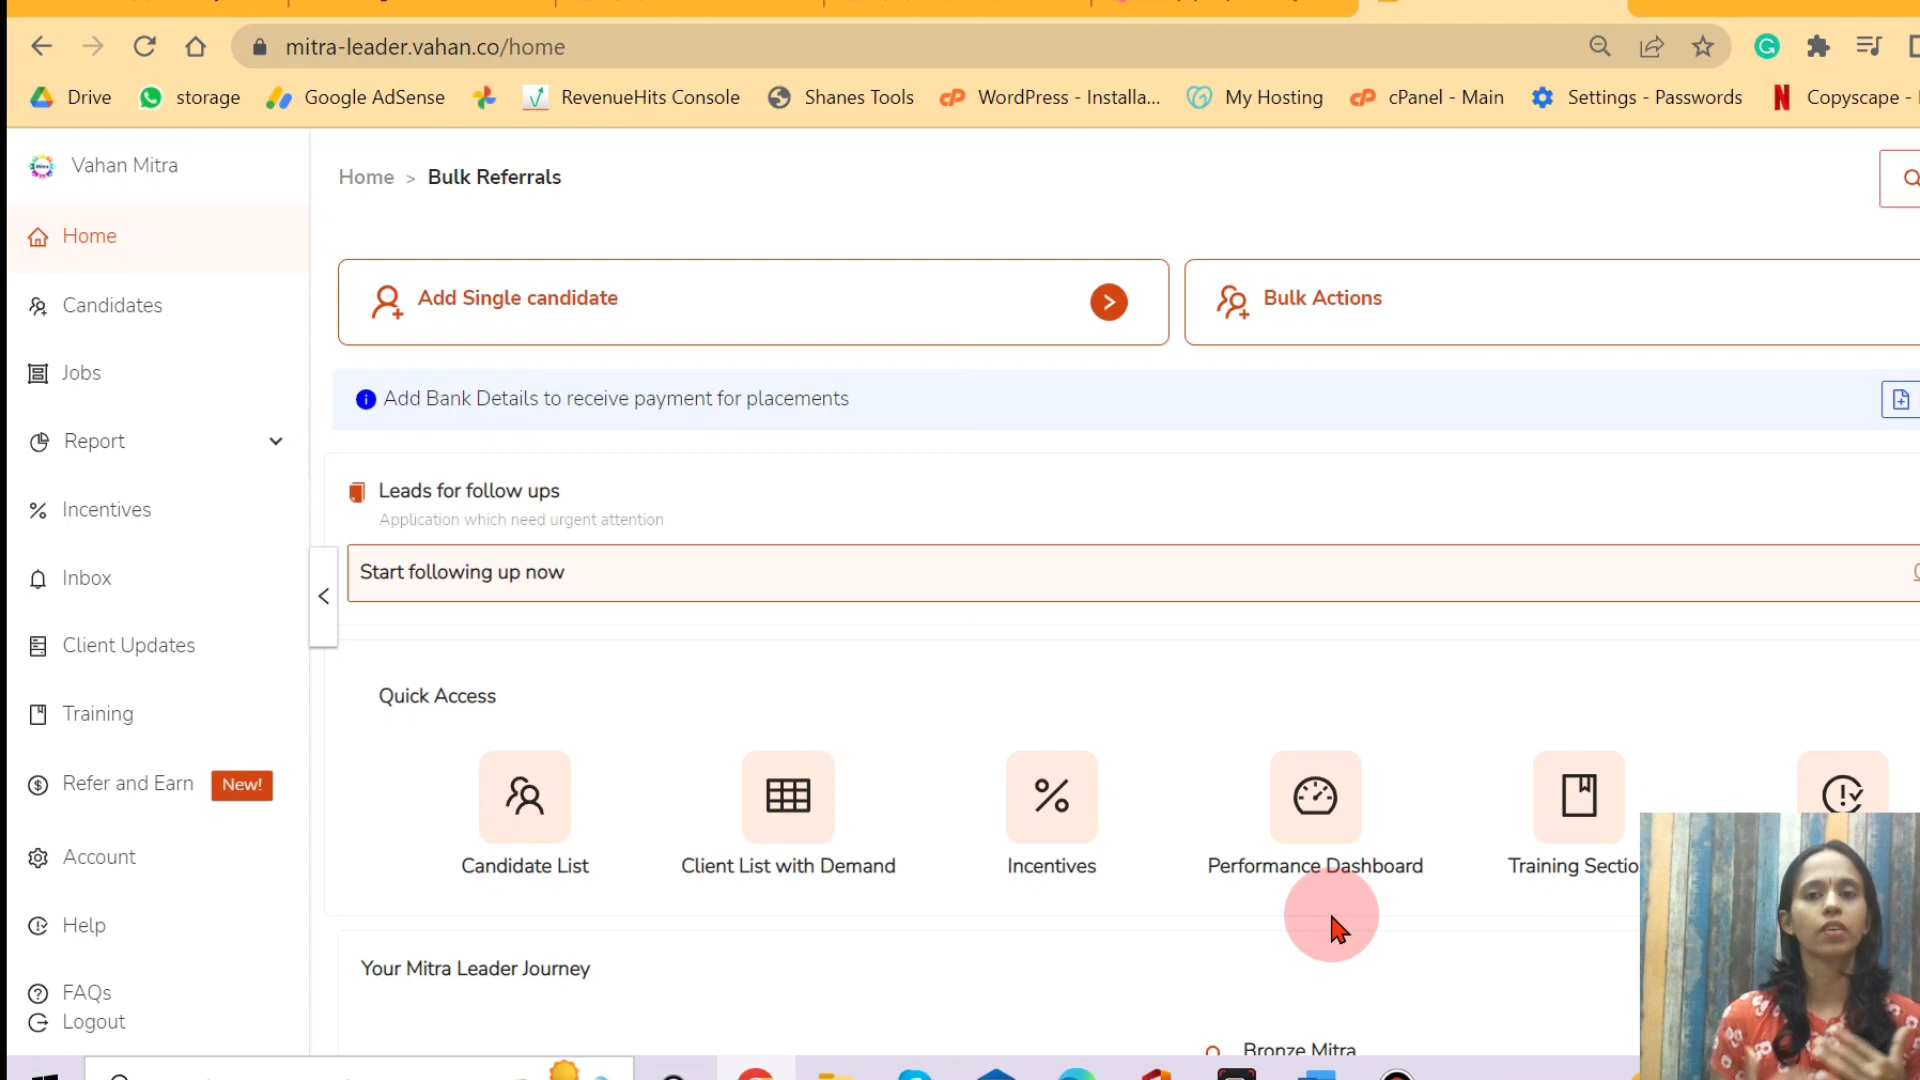 mitra-leader.vahan.co/home
Drive storage Google AdSense RevenueHits Console Shanes Tools WordPress - Installa... My Hosting cPanel - Main Settings - Passwords Copyscape -
Vahan Mitra
Home > Bulk Referrals
Home
Add Single candidate
Bulk Actions
Candidates
Jobs
Add Bank Details to receive payment for placements
Report
Leads for follow ups
Application which need urgent attention
Incentives
Start following up now
Inbox
Client Updates
Quick Access
Training
Refer and Earn New!
Candidate List
Client List with Demand
Incentives
Performance Dashboard
Training Sectio
Account
Help
Your Mitra Leader Journey
FAQs
Logout
Bronze Mitra